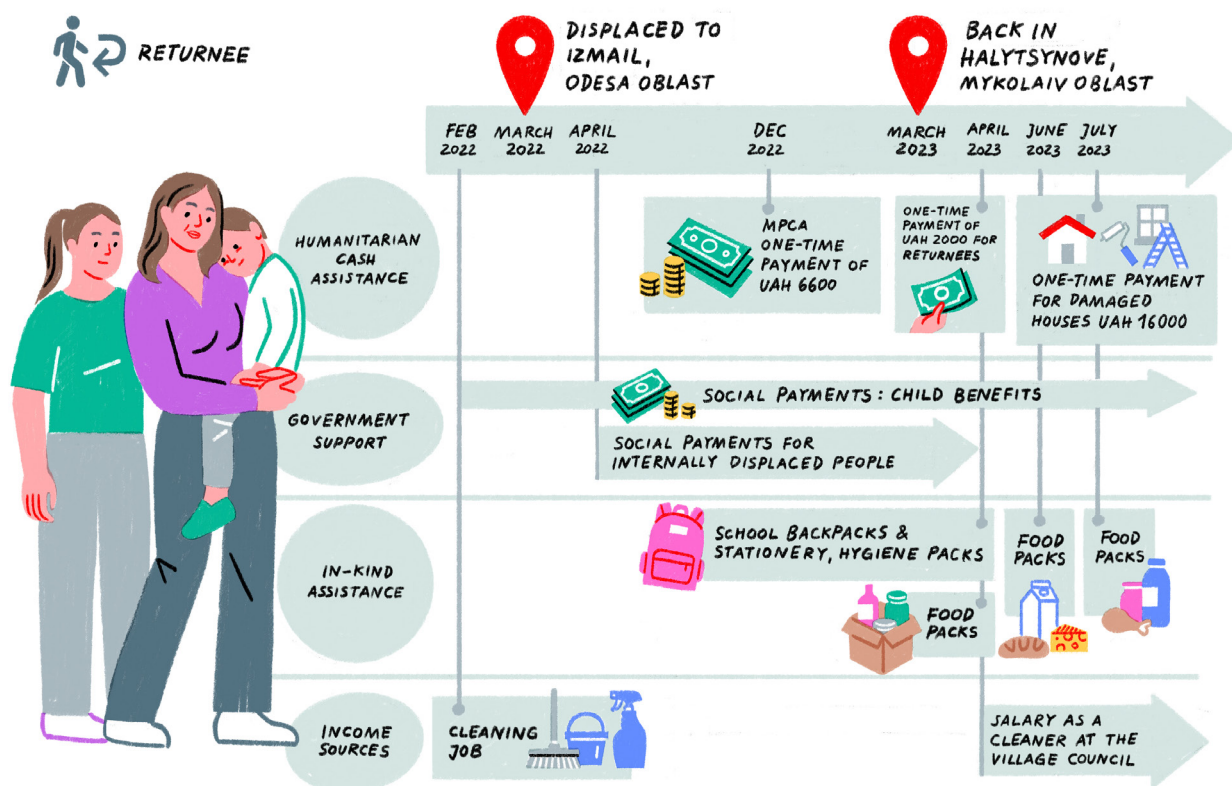 RETURNEE
DISPLACED TO
IZMAIL,
ODESA OBLAST
BACK IN
HALYTSYNOVE,
MYKOLAIV OBLAST
FEB
2022
MARCH
2022
APRIL
2022
DEC
2022
MARCH
2023
APRIL
2023
JUNE
2023
JULY
2023
HUMANITARIAN
CASH
ASSISTANCE
MPCA
ONE-TIME
PAYMENT OF
UAH 6600
ONE-TIME
PAYMENT OF
UAH 2000 FOR
RETURNEES
ONE-TIME PAYMENT
FOR DAMAGED
HOUSES UAH 16000
GOVERNMENT
SUPPORT
SOCIAL PAYMENTS: CHILD BENEFITS
SOCIAL PAYMENTS FOR
INTERNALLY DISPLACED PEOPLE
IN-KIND
ASSISTANCE
SCHOOL BACKPACKS &
STATIONERY, HYGIENE PACKS
FOOD
PACKS
FOOD
PACKS
FOOD
PACKS
INCOME
SOURCES
CLEANING
JOB
SALARY AS A
CLEANER AT THE
VILLAGE COUNCIL